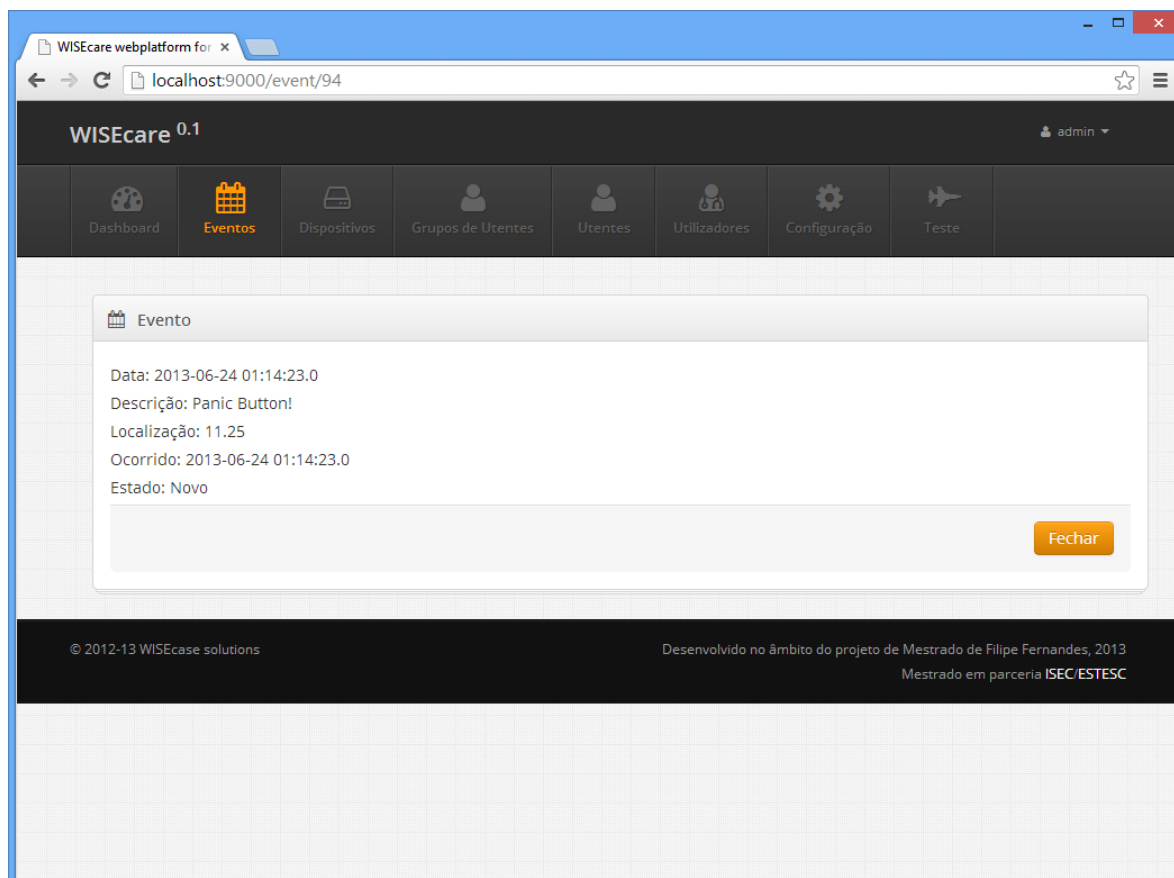 WISEcare webplatform for
localhost:9000/event/94
WISEcare 0.1
admin
Dashboard
Eventos
Dispositivos
Grupos de Utentes
Utentes
Utilizadores
Configuração
Teste
Evento
Data: 2013-06-24 01:14:23.0
Descrição: Panic Button!
Localização: 11.25
Ocorrido: 2013-06-24 01:14:23.0
Estado: Novo
Fechar
© 2012-13 WISEcase solutions
Desenvolvido no âmbito do projeto de Mestrado de Filipe Fernandes, 2013
Mestrado em parceria ISEC/ESTESC